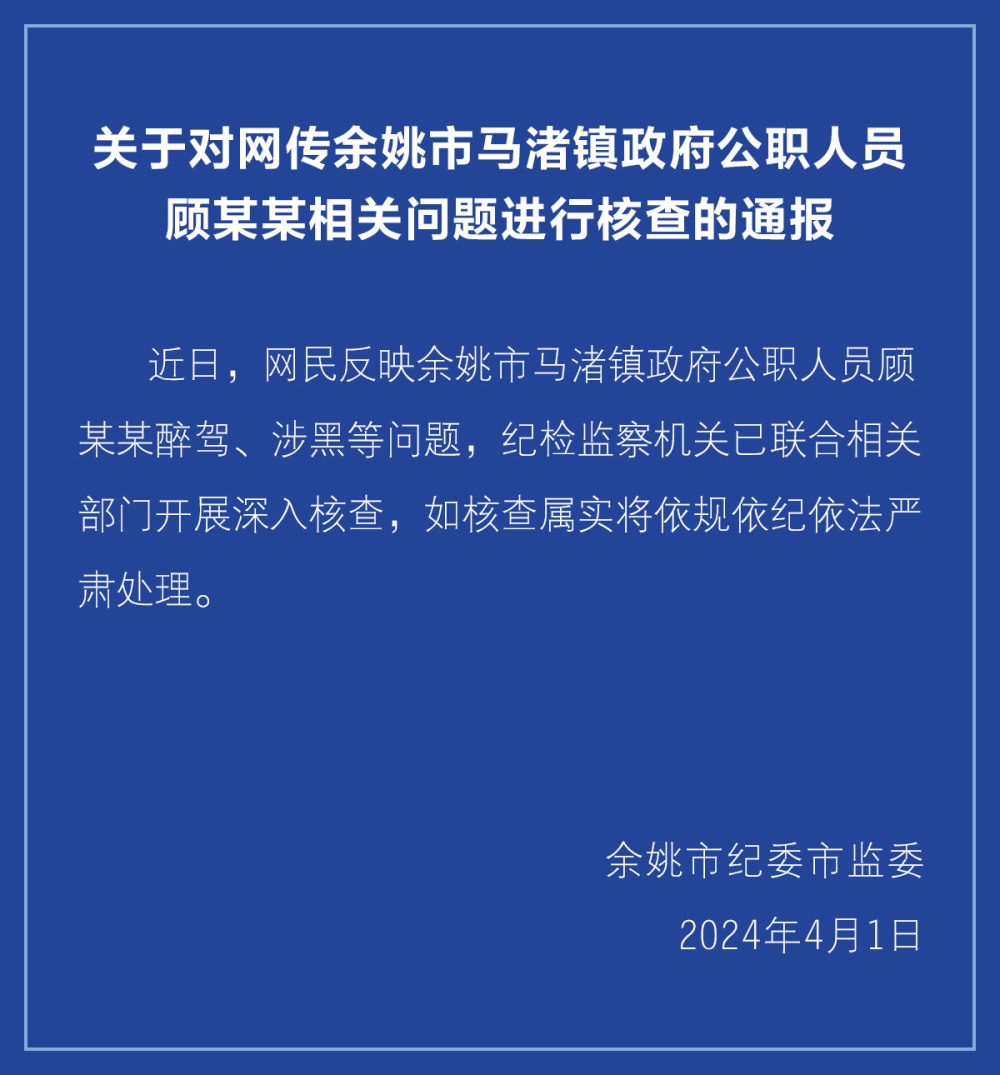 关于对网传余姚市马渚镇政府公职人员
顾某某相关问题进行核查的通报
近日，网民反映余姚市马渚镇政府公职人员顾
某某醉驾、涉黑等问题，纪检监察机关已联合相关
部门开展深入核查，如核查属实将依规依纪依法严
肃处理。
余姚市纪委市监委
2024年4月1日